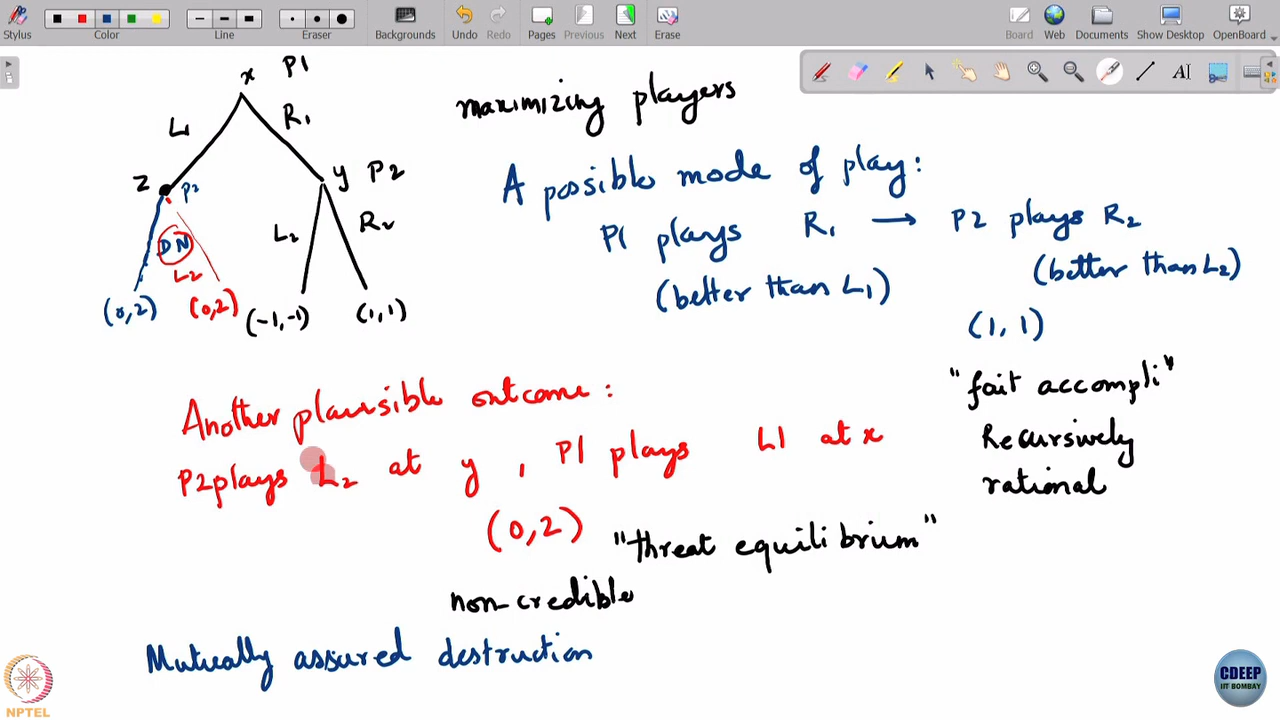 Stylus
Color
Line
Eraser
Backgrounds
Undo
Redo
Pages
Previous
Next
Erase
Board
Web
Documents
Show Desktop
OpenBoard
x P1
L1
R1
z P2
y P2
DN
L2
L2
R2
(0,2)
(0,2)
(-1,-1)
(1,1)
maximizing players
A possible mode of play:
P1 plays R1 → P2 plays R2
(better than L1)
(better than L2)
(1, 1)
"fait accompli"
Recursively
rational
Another plausible outcome:
P2 plays L2 at y, P1 plays L1 at x
(0,2)
"threat equilibrium"
non-credible
Mutually assured destruction
NPTEL
CDEEP
IIT BOMBAY